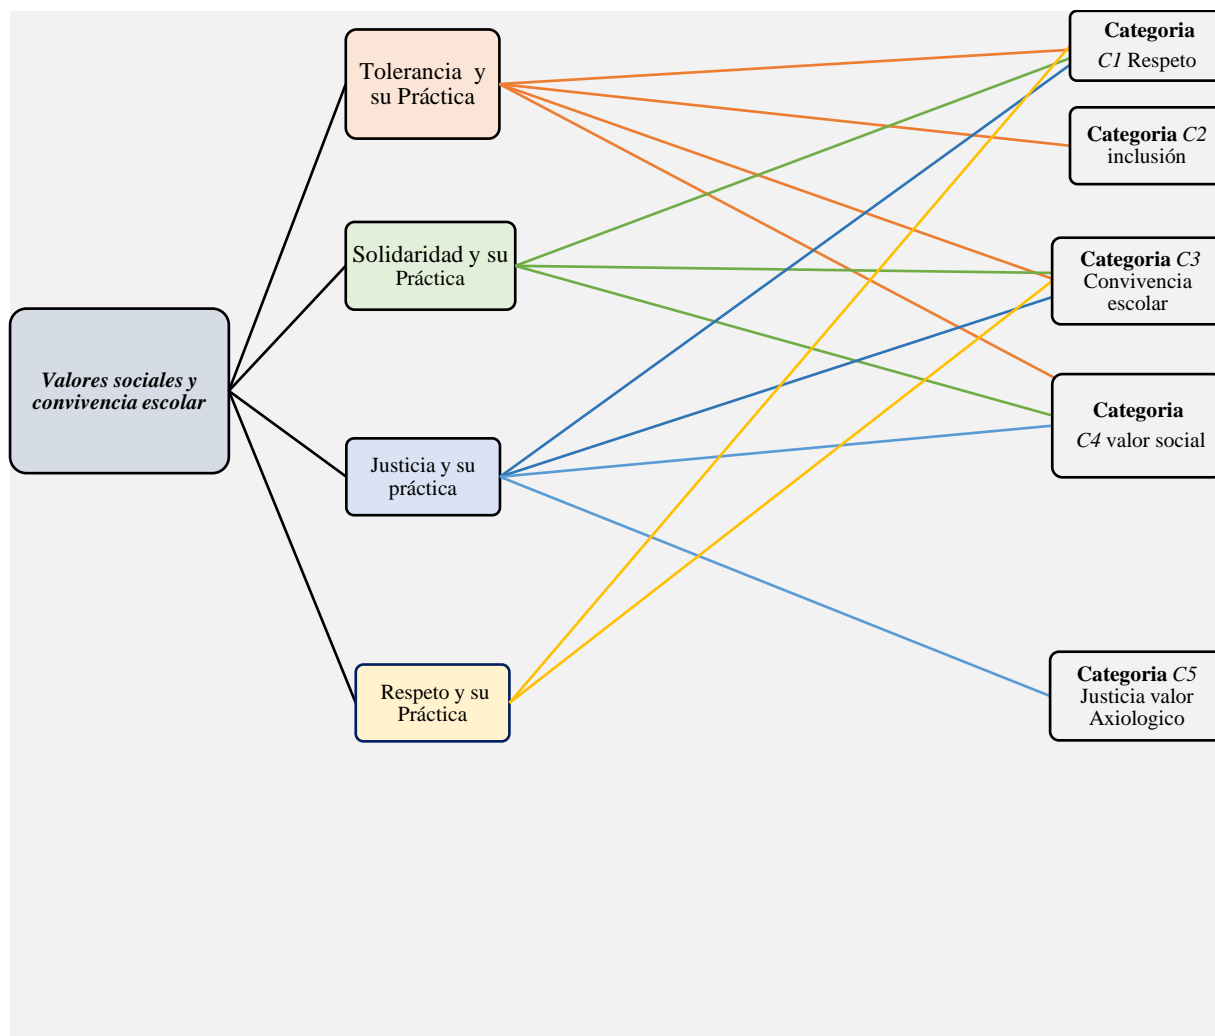 Valores sociales y
convivencia escolar
Tolerancia y
su Práctica
Solidaridad y su
Práctica
Justicia y su
práctica
Respeto y su
Práctica
Categoria
C1 Respeto
Categoria C2
inclusión
Categoria C3
Convivencia
escolar
Categoria
C4 valor social
Categoria C5
Justicia valor
Axiologico